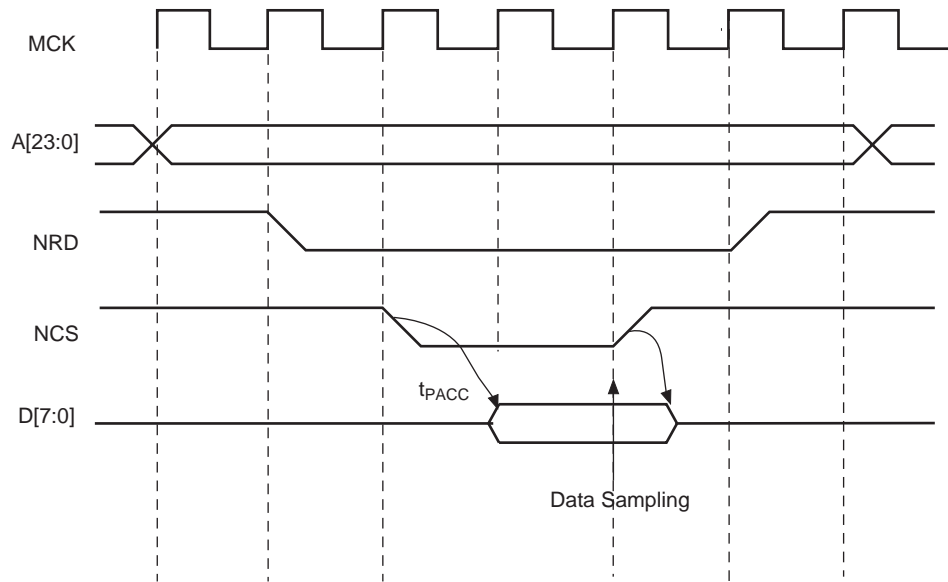 MCK
A[23:0]
NRD
NCS
tPACC
D[7:0]
Data Sampling